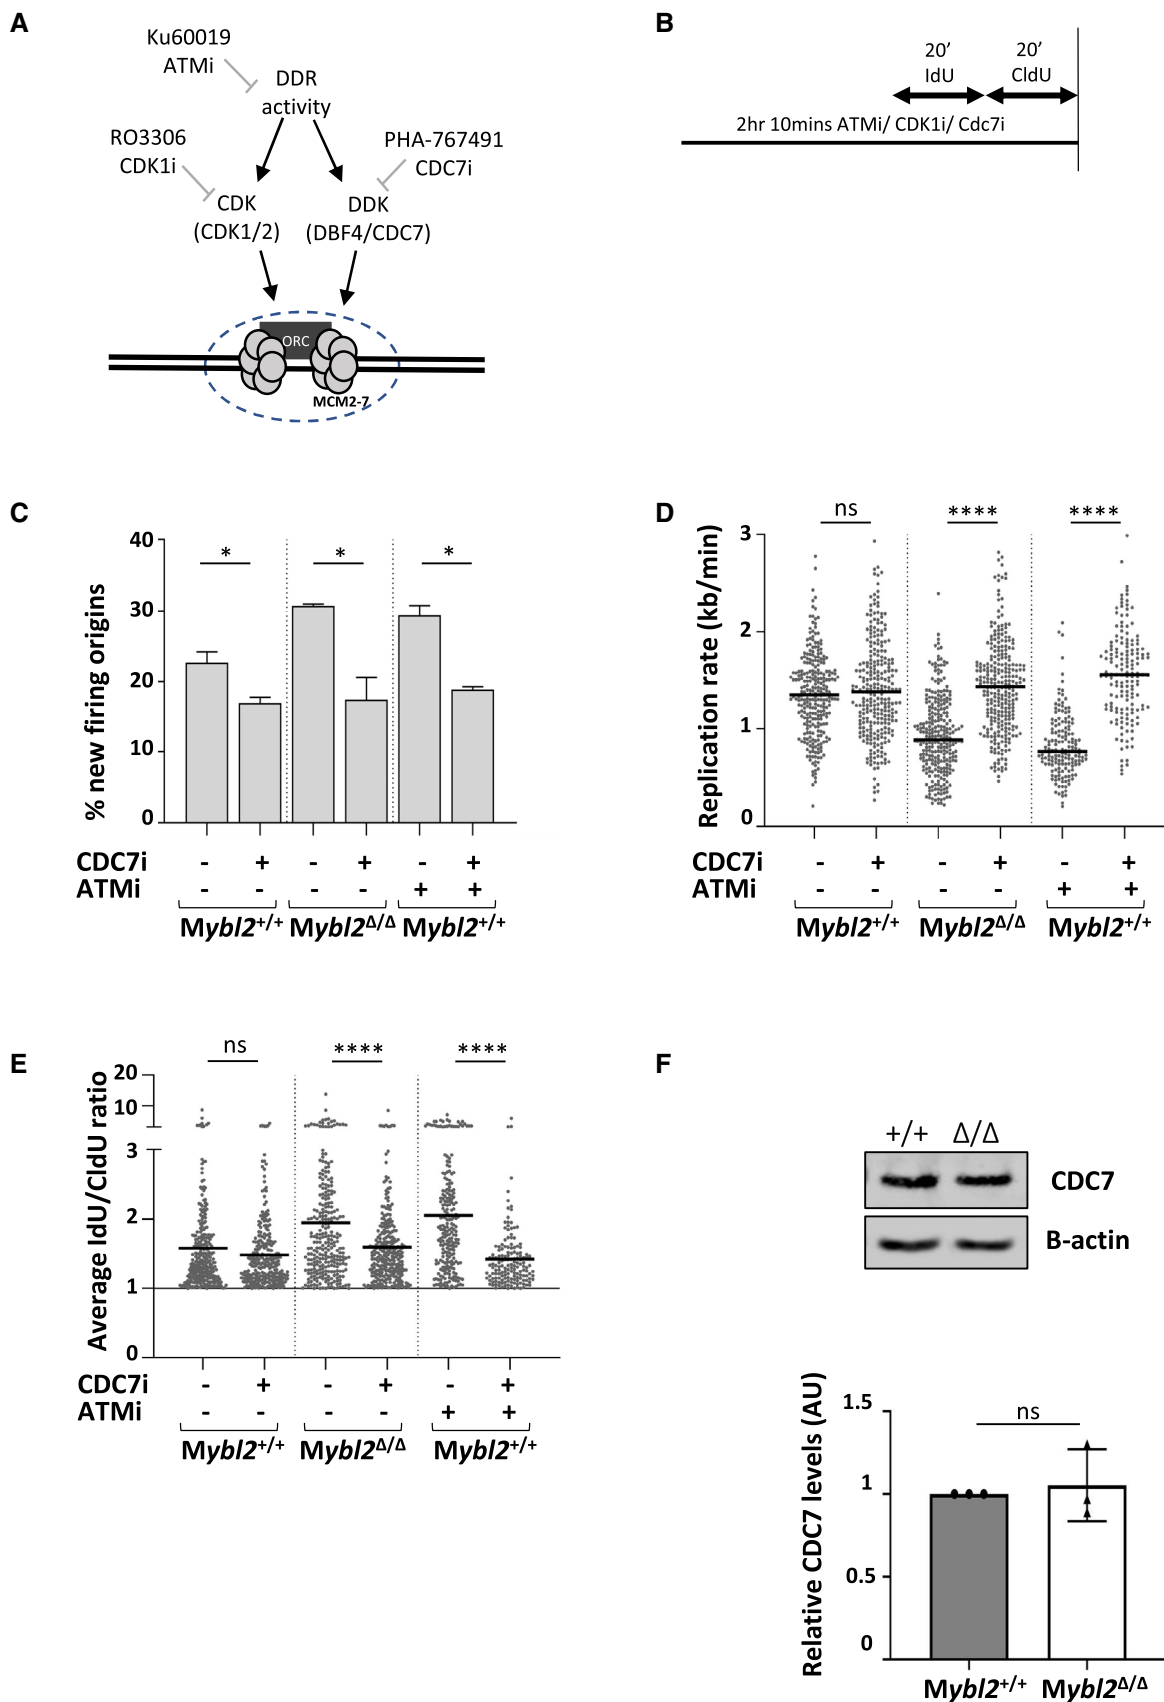 A
Ku60019
ATMi
DDR
activity
RO3306
CDK1i
PHA-767491
CDC7i
CDK
(CDK1/2)
DDK
(DBF4/CDC7)
ORC
MCM2-7
B
20'
IdU
20'
CldU
2hr 10mins ATMi/ CDK1i/ Cdc7i
C
% new firing origins
40
30
20
10
0
* * *
CDC7i - + - + - +
ATMi - - - - + +
Mybl2+/+ Mybl2Δ/Δ Mybl2+/+
D
Replication rate (kb/min)
3
2
1
0
ns **** ****
CDC7i - + - + - +
ATMi - - - - + +
Mybl2+/+ Mybl2Δ/Δ Mybl2+/+
E
Average IdU/CldU ratio
20
10
3
2
1
0
ns **** ****
CDC7i - + - + - +
ATMi - - - - + +
Mybl2+/+ Mybl2Δ/Δ Mybl2+/+
F
+/+ Δ/Δ
CDC7
B-actin
Relative CDC7 levels (AU)
1.5
1
0.5
0
ns
Mybl2+/+ Mybl2Δ/Δ